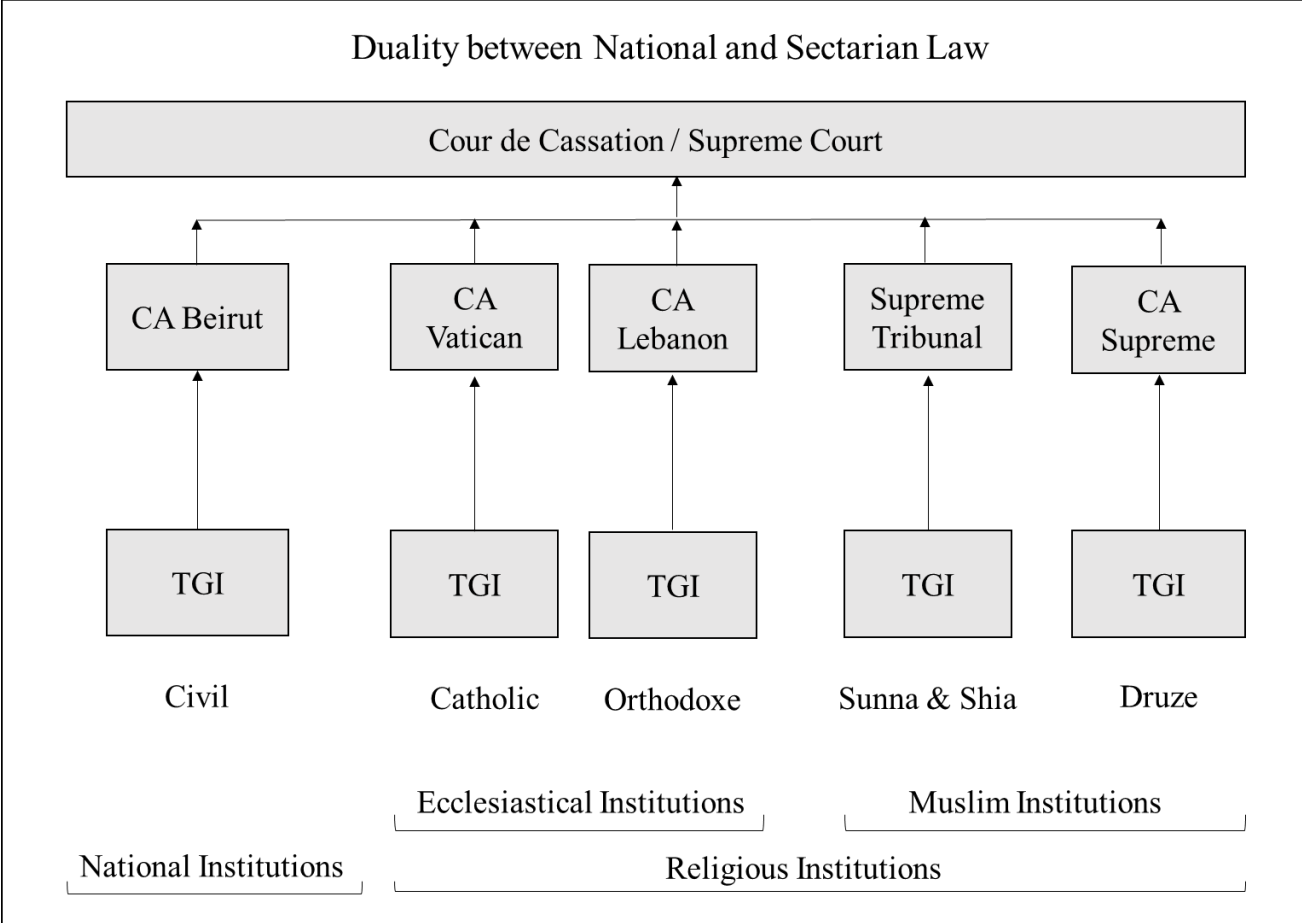 Duality between National and Sectarian Law
Cour de Cassation / Supreme Court
CA Beirut
CA
Vatican
CA
Lebanon
Supreme
Tribunal
CA
Supreme
TGI
TGI
TGI
TGI
TGI
Civil
Catholic
Orthodoxe
Sunna & Shia
Druze
Ecclesiastical Institutions
Muslim Institutions
National Institutions
Religious Institutions